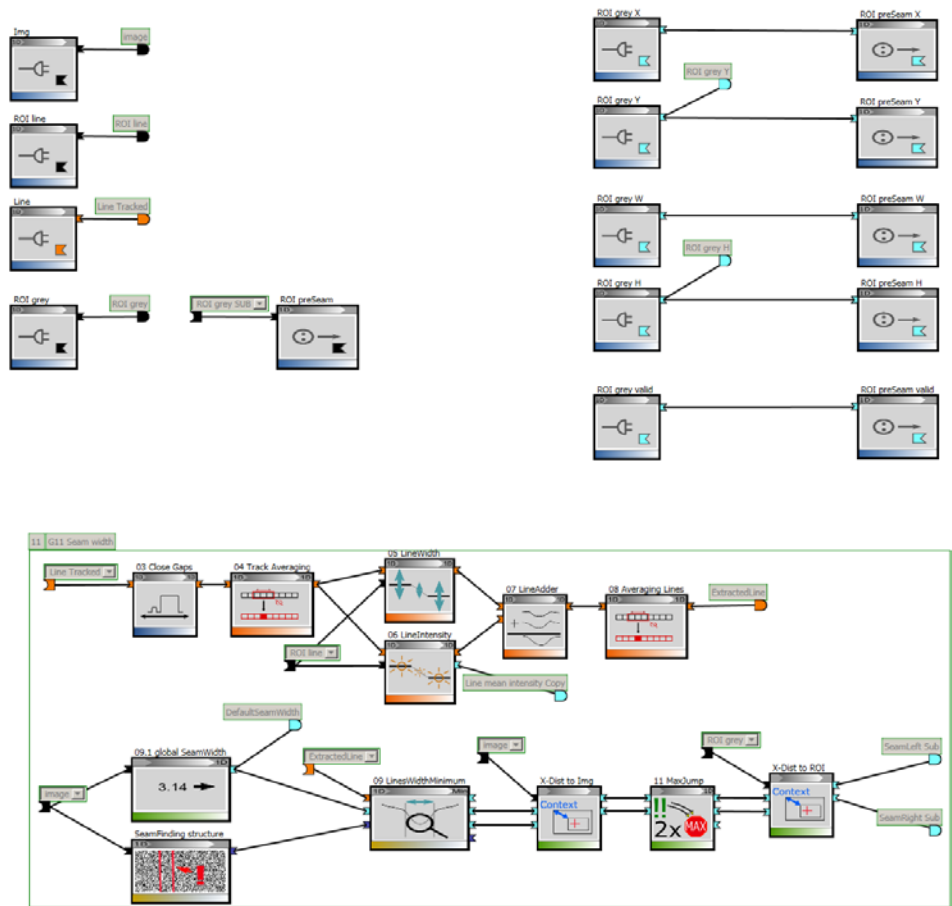 Img
image
ROI line
ROI line
Line
Line Tracked
ROI grey
ROI grey
ROI grey SUB
ROI preSeam
ROI grey X
ROI preSeam X
ROI grey Y
ROI grey Y
ROI preSeam Y
ROI grey W
ROI preSeam W
ROI grey H
ROI grey H
ROI preSeam H
ROI grey valid
ROI preSeam valid
11 G11 Seam width
Line Tracked
03 Close Gaps
04 Track Averaging
05 LineWidth
07 LineAdder
08 Averaging Lines
ExtractedLine
ROI line
06 LineIntensity
Line mean intensity Copy
DefaultSeamWidth
09.1 global SeamWidth
3.14
ExtractedLine
image
ROI grey
SeamLeft Sub
image
09 LinesWidthMinimum
X-Dist to Img
Context
11 MaxJump
2x MAX
X-Dist to ROI
Context
SeamRight Sub
SeamFinding structure